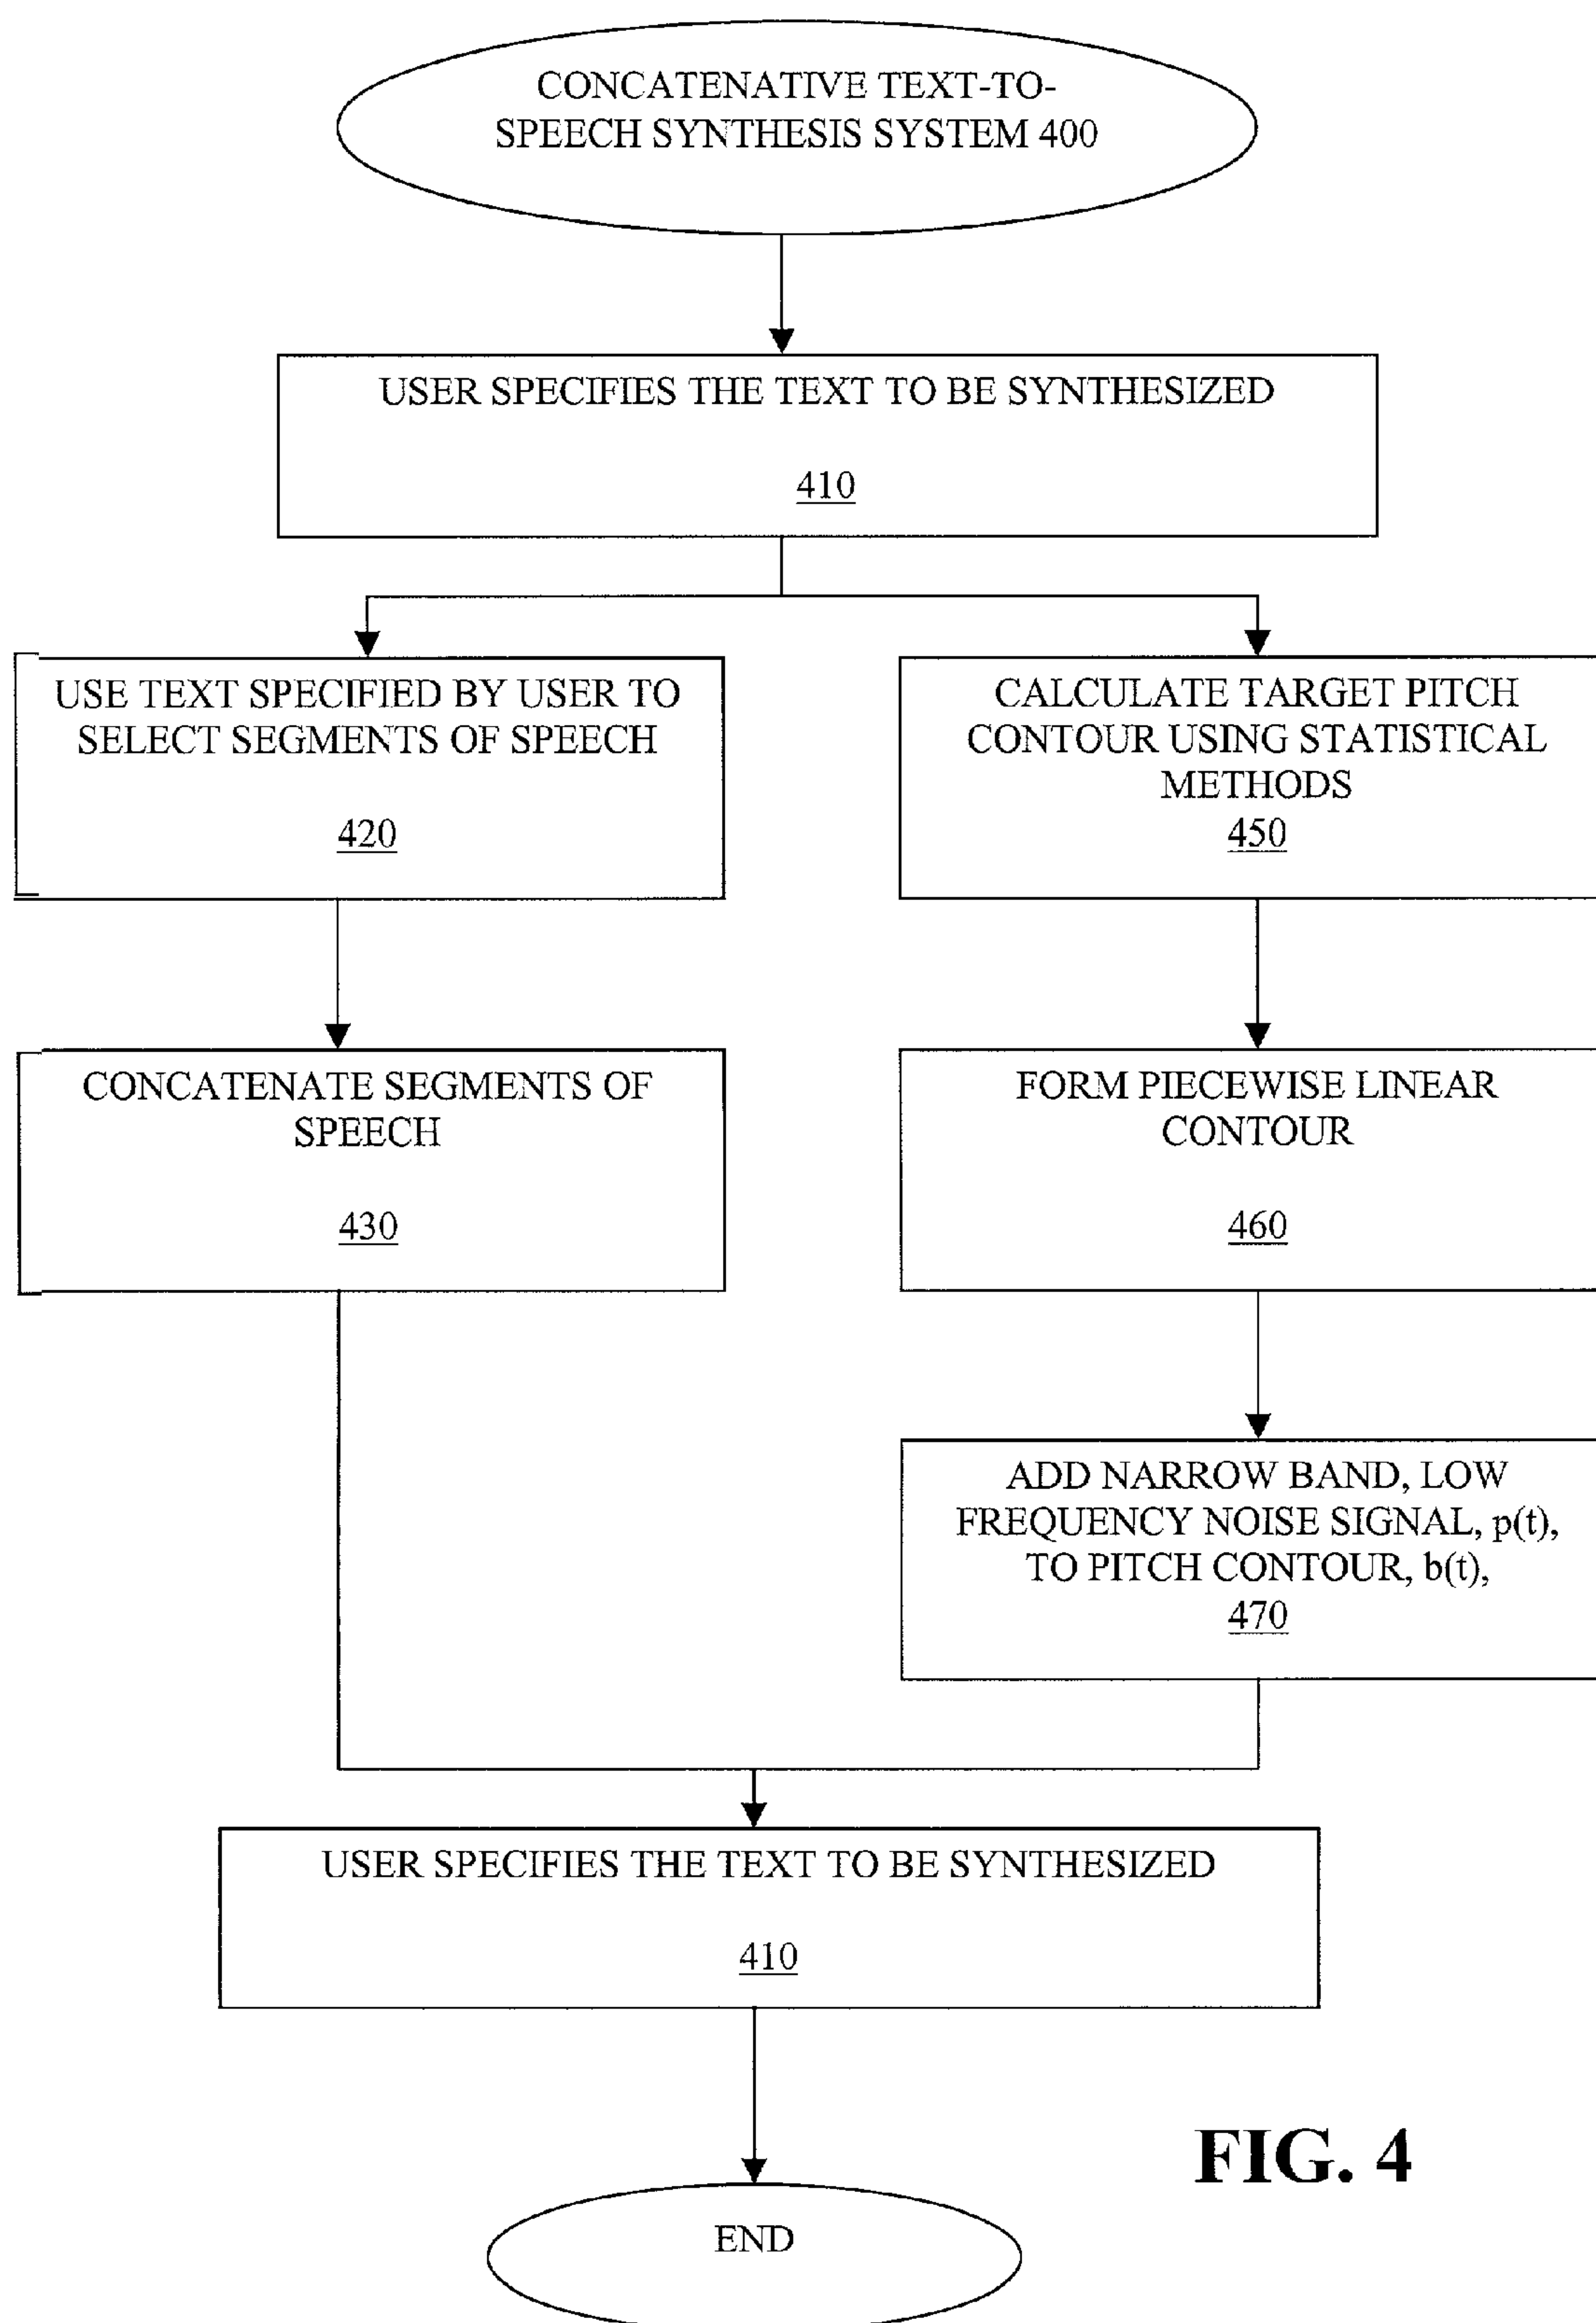 CONCATENATIVE TEXT-TO-
SPEECH SYNTHESIS SYSTEM 400
USER SPECIFIES THE TEXT TO BE SYNTHESIZED
410
USE TEXT SPECIFIED BY USER TO
SELECT SEGMENTS OF SPEECH
420
CALCULATE TARGET PITCH
CONTOUR USING STATISTICAL
METHODS
450
CONCATENATE SEGMENTS OF
SPEECH
430
FORM PIECEWISE LINEAR
CONTOUR
460
ADD NARROW BAND, LOW
FREQUENCY NOISE SIGNAL, p(t),
TO PITCH CONTOUR, b(t),
470
USER SPECIFIES THE TEXT TO BE SYNTHESIZED
410
FIG. 4
END